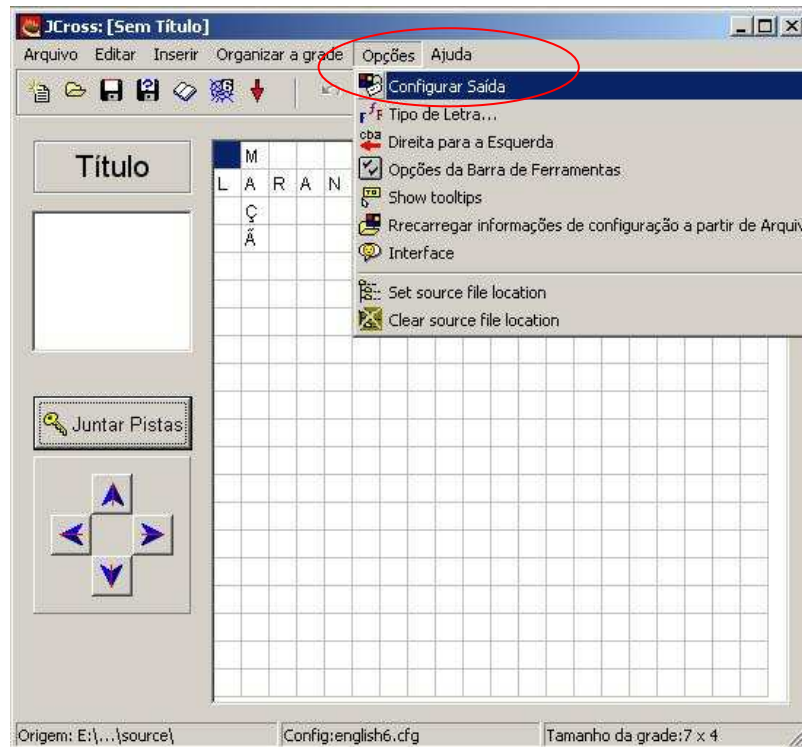 JCross: [Sem Título]
Arquivo Editar Inserir Organizar a grade Opções Ajuda
Configurar Saída
Tipo de Letra...
Direita para a Esquerda
Opções da Barra de Ferramentas
Show tooltips
Rrecarregar informações de configuração a partir de Arquiv
Interface
Set source file location
Clear source file location
Título
M
L A R A N
Ç
Ã
Juntar Pistas
Origem: E:\...\source\ Config:english6.cfg Tamanho da grade:7 x 4